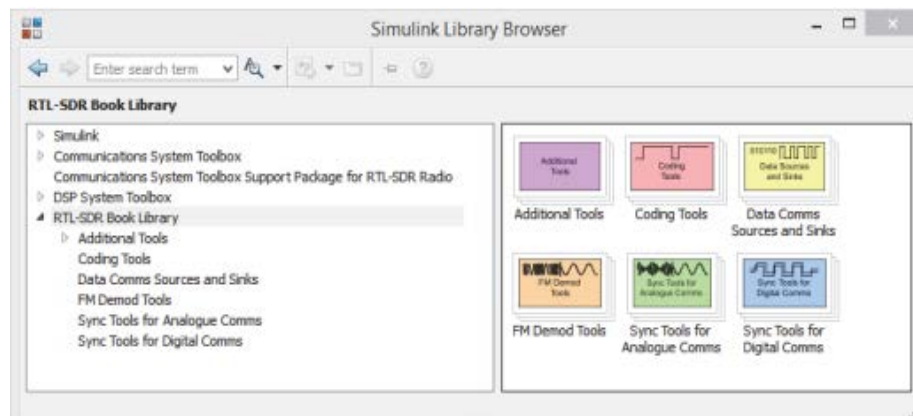 Simulink Library Browser
Enter search term
RTL-SDR Book Library
Simulink
Communications System Toolbox
Communications System Toolbox Support Package for RTL-SDR Radio
DSP System Toolbox
RTL-SDR Book Library
Additional Tools
Coding Tools
Data Comms Sources and Sinks
FM Demod Tools
Sync Tools for Analogue Comms
Sync Tools for Digital Comms
Additional
Tools
Additional Tools
Coding
Tools
Coding Tools
Data Sources
and Sinks
Data Comms
Sources and Sinks
FM Demod
Tools
FM Demod Tools
Sync Tools for
Analogue Comms
Sync Tools for
Analogue Comms
Sync Tools for
Digital Comms
Sync Tools for
Digital Comms